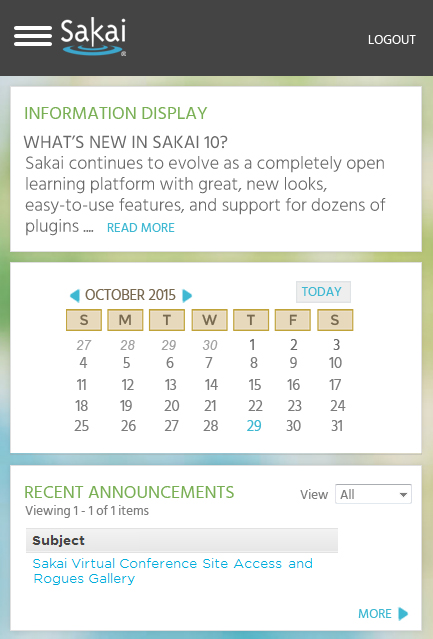 Sakai
LOGOUT
INFORMATION DISPLAY
WHAT'S NEW IN SAKAI 10?
Sakai continues to evolve as a completely open
learning platform with great, new looks,
easy-to-use features, and support for dozens of
plugins .... READ MORE
OCTOBER 2015 TODAY
S M T W T F S
27 28 29 30 1 2 3
4 5 6 7 8 9 10
11 12 13 14 15 16 17
18 19 20 21 22 23 24
25 26 27 28 29 30 31
RECENT ANNOUNCEMENTS View All
Viewing 1 - 1 of 1 items
Subject
Sakai Virtual Conference Site Access and
Rogues Gallery
MORE